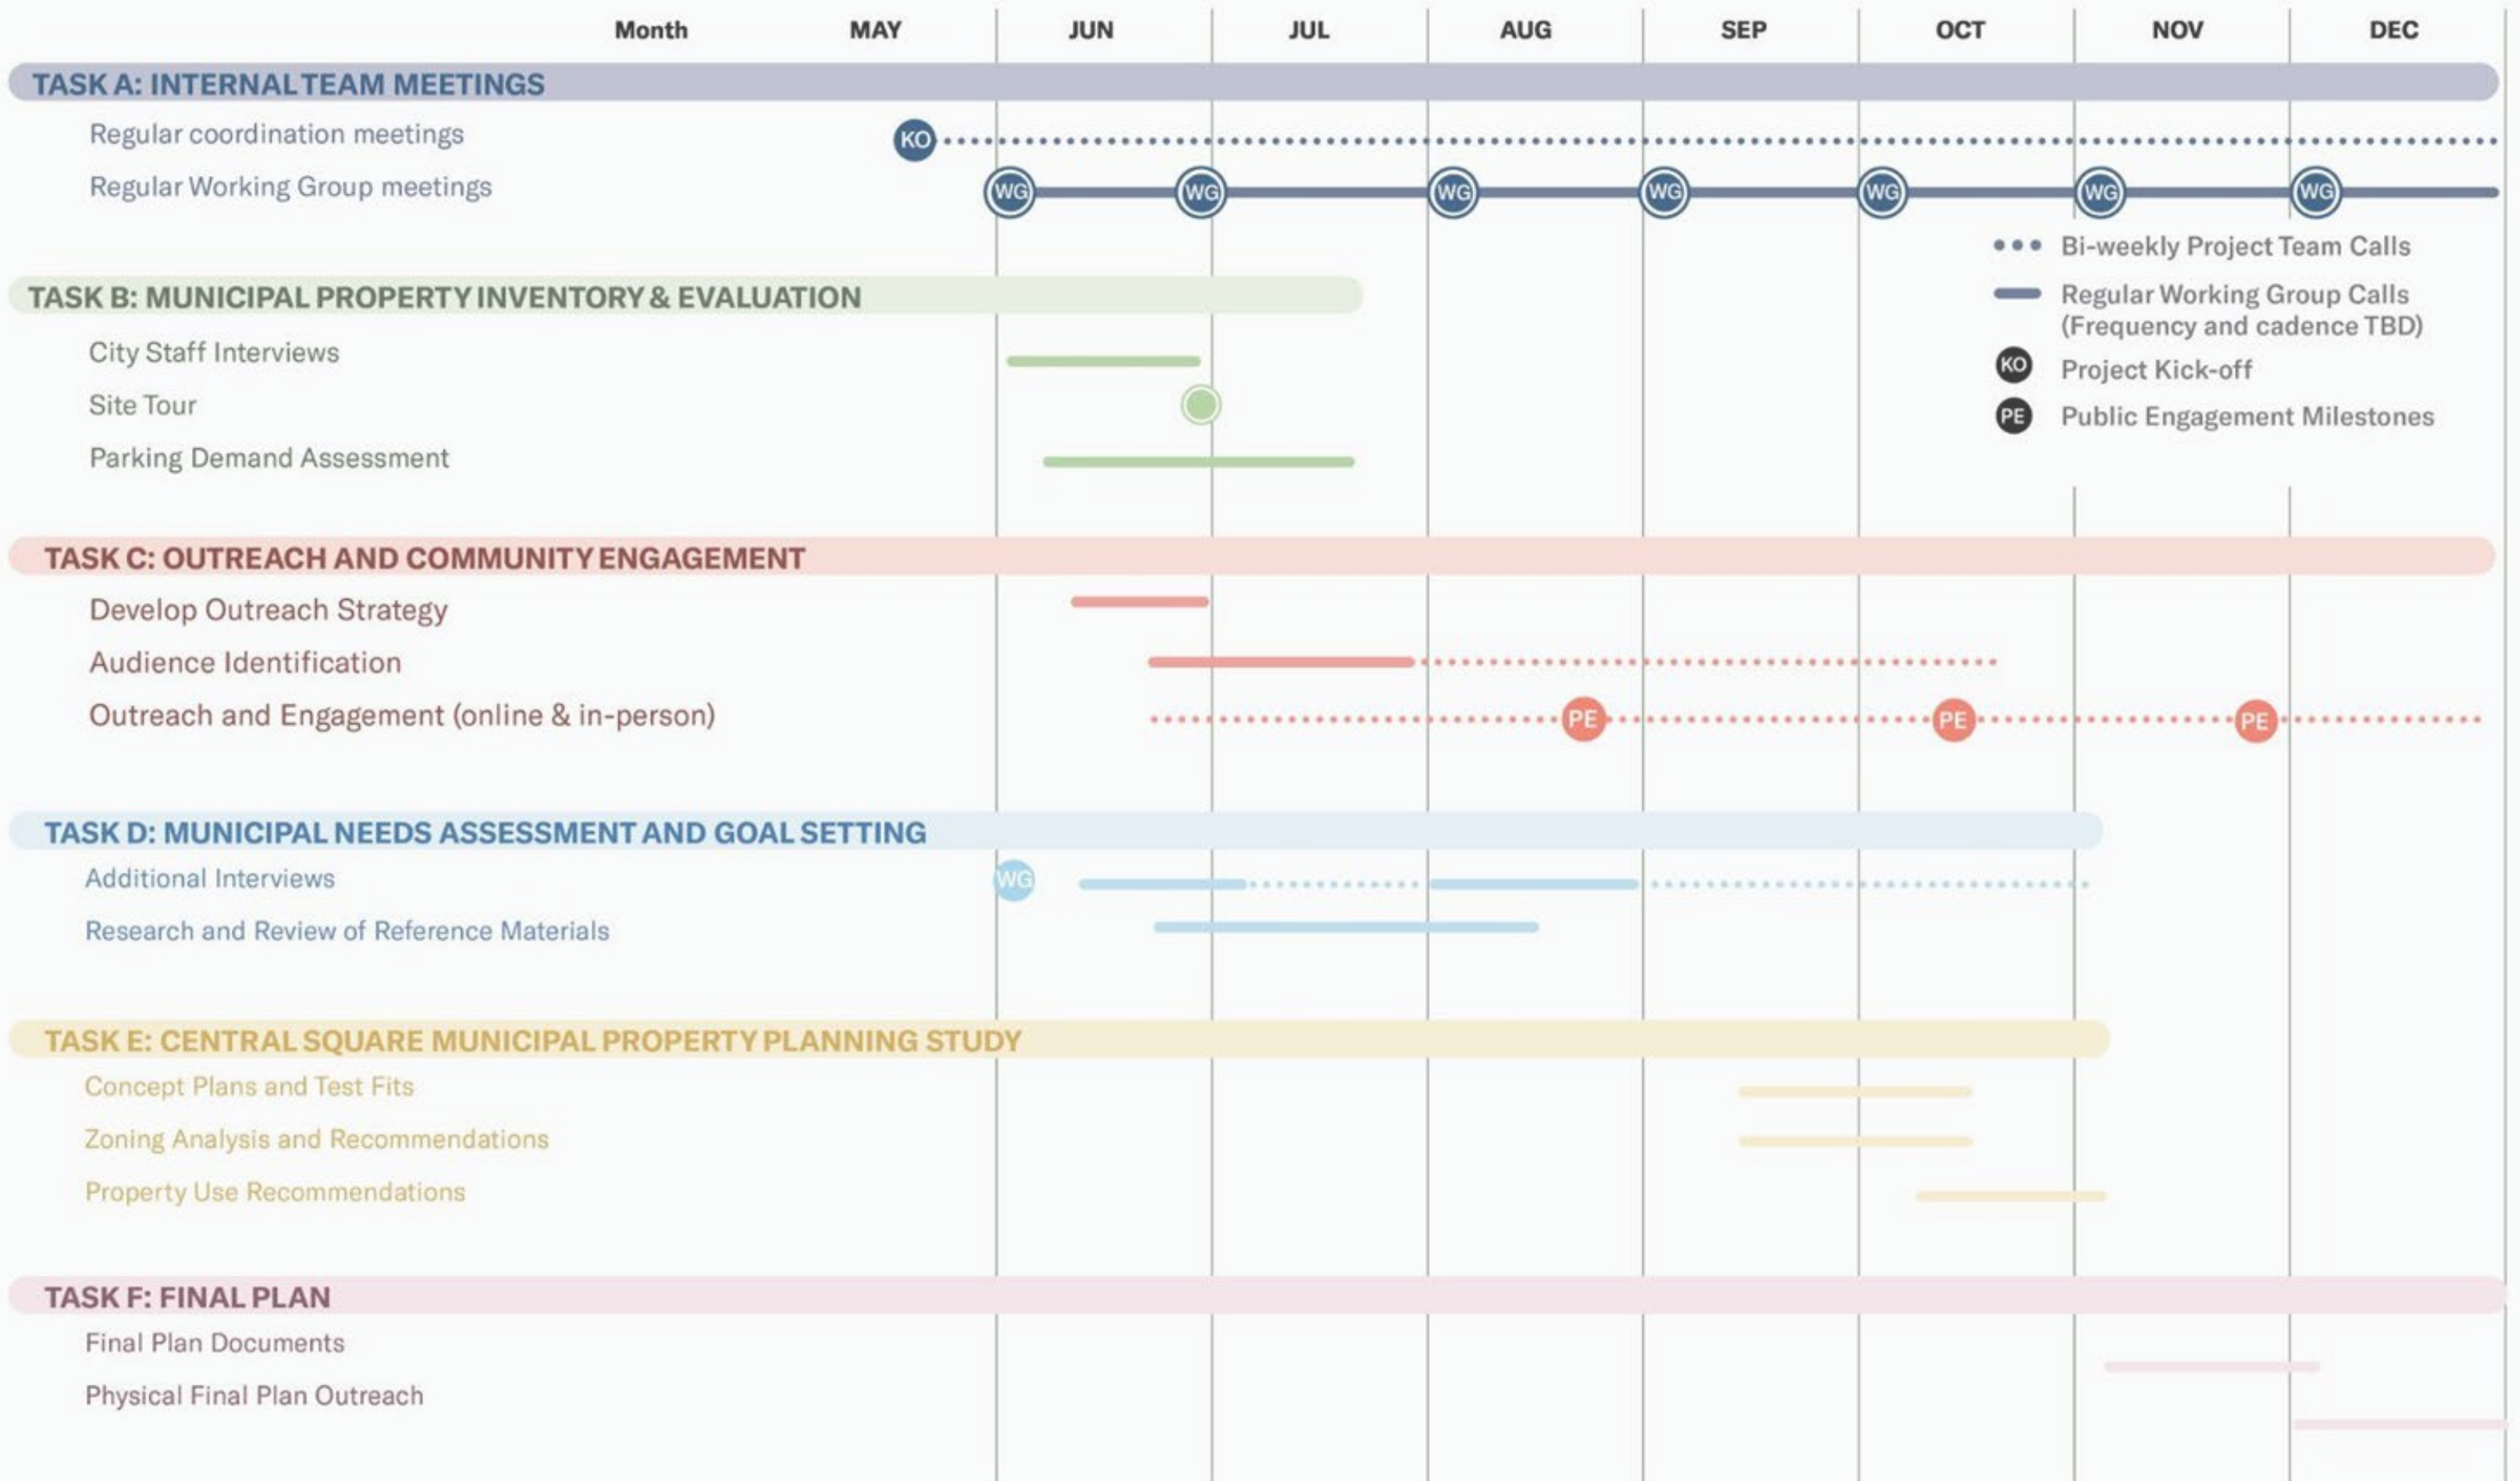 Month MAY JUN JUL AUG SEP OCT NOV DEC
TASK A: INTERNAL TEAM MEETINGS
Regular coordination meetings KO
Regular Working Group meetings WG WG WG WG WG WG WG
Bi-weekly Project Team Calls
Regular Working Group Calls
(Frequency and cadence TBD)
KO Project Kick-off
PE Public Engagement Milestones
TASK B: MUNICIPAL PROPERTY INVENTORY & EVALUATION
City Staff Interviews
Site Tour
Parking Demand Assessment
TASK C: OUTREACH AND COMMUNITY ENGAGEMENT
Develop Outreach Strategy
Audience Identification
Outreach and Engagement (online & in-person) PE PE PE
TASK D: MUNICIPAL NEEDS ASSESSMENT AND GOAL SETTING
Additional Interviews WG
Research and Review of Reference Materials
TASK E: CENTRAL SQUARE MUNICIPAL PROPERTY PLANNING STUDY
Concept Plans and Test Fits
Zoning Analysis and Recommendations
Property Use Recommendations
TASK F: FINAL PLAN
Final Plan Documents
Physical Final Plan Outreach